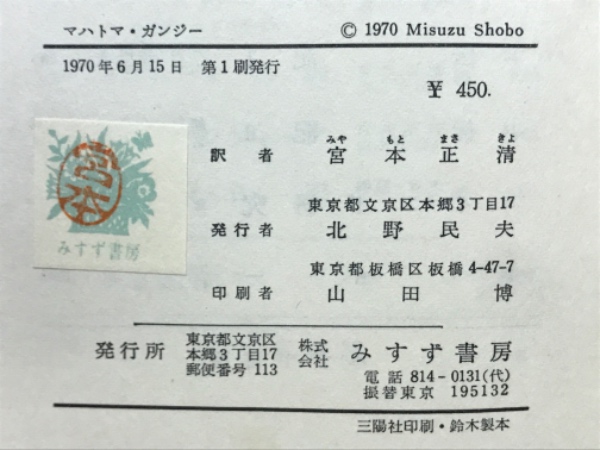 マハトマ・ガンジー © 1970 Misuzu Shobo
1970年6月15日 第1刷発行
¥ 450.
みや もと まさ きよ
訳者 宮本正清
東京都文京区本郷3丁目17
発行者 北野民夫
東京都板橋区板橋4-47-7
印刷者 山田博
宮本
みすず書房
発行所 東京都文京区本郷3丁目17郵便番号 113 株式会社 みすず書房
電話 814-0131(代)
振替東京 195132
三陽社印刷・鈴木製本